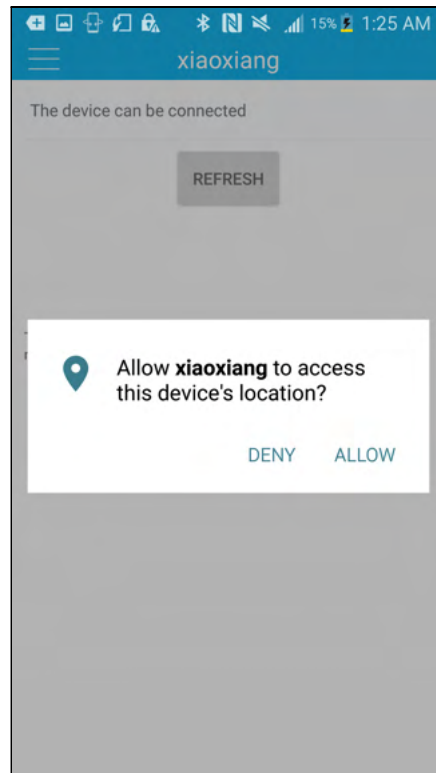 15% 1:25 AM
xiaoxiang
The device can be connected
REFRESH
Allow xiaoxiang to access
this device's location?
DENY ALLOW